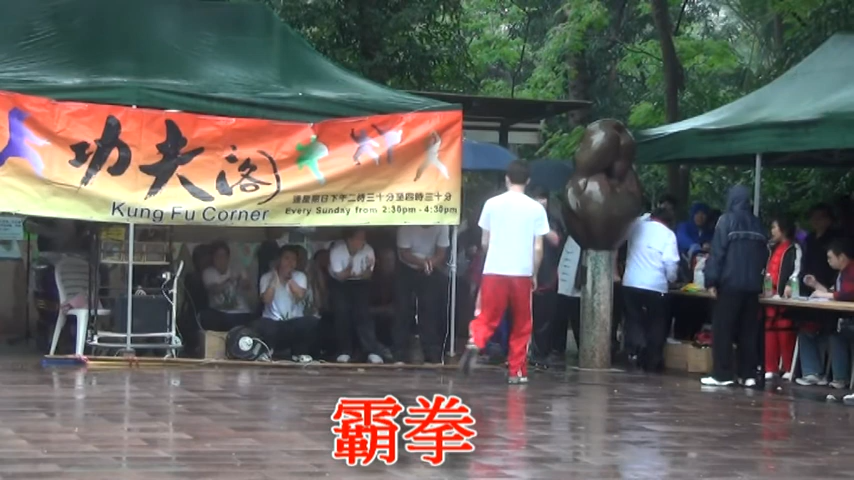 功夫閣
Kung Fu Corner
逢星期日下午二時三十分至四時三十分
Every Sunday from 2:30pm - 4:30pm
霸拳